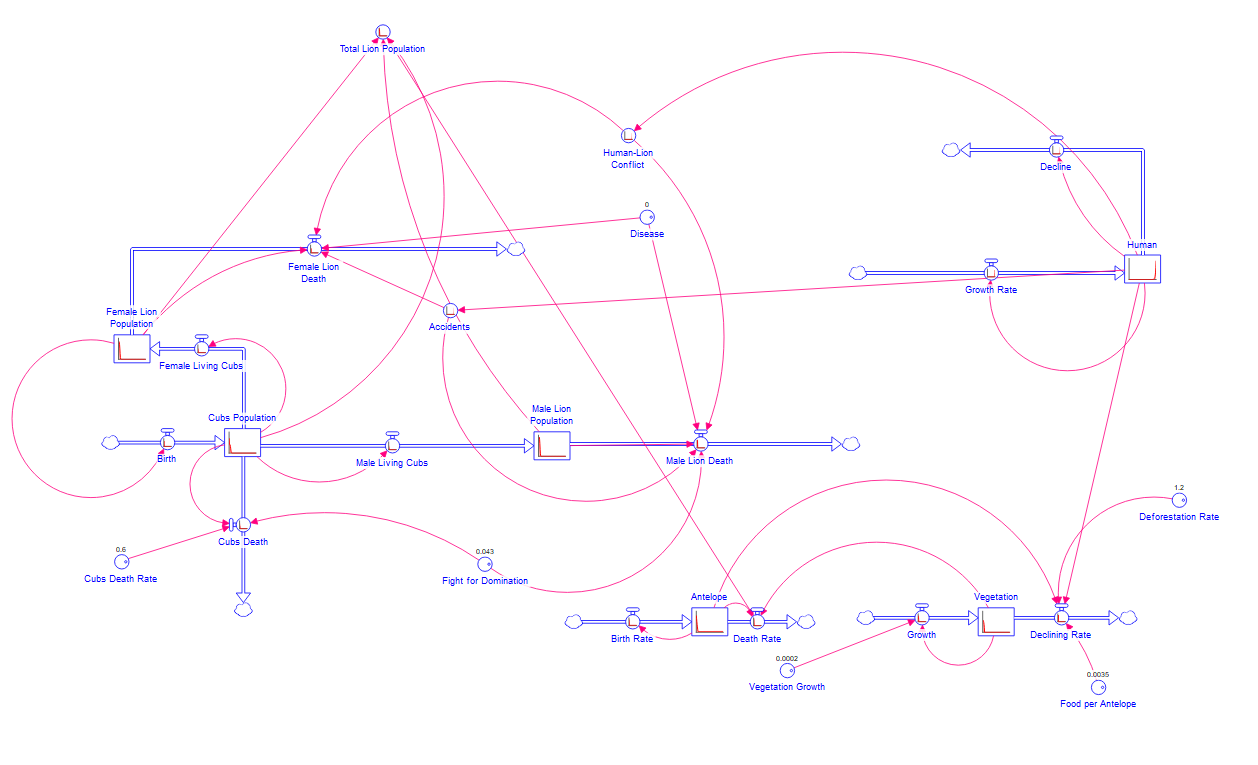 Total Lion Population
Human-Lion
Conflict
Decline
0
Disease
Human
Female Lion
Death
Growth Rate
Female Lion
Population
Accidents
Female Living Cubs
Cubs Population
Male Lion
Population
Birth
Male Living Cubs
Male Lion Death
1.2
Deforestation Rate
Cubs Death
0.6
Cubs Death Rate
0.043
Fight for Domination
Antelope
Vegetation
Birth Rate
Death Rate
Growth
Declining Rate
0.0002
Vegetation Growth
0.0035
Food per Antelope